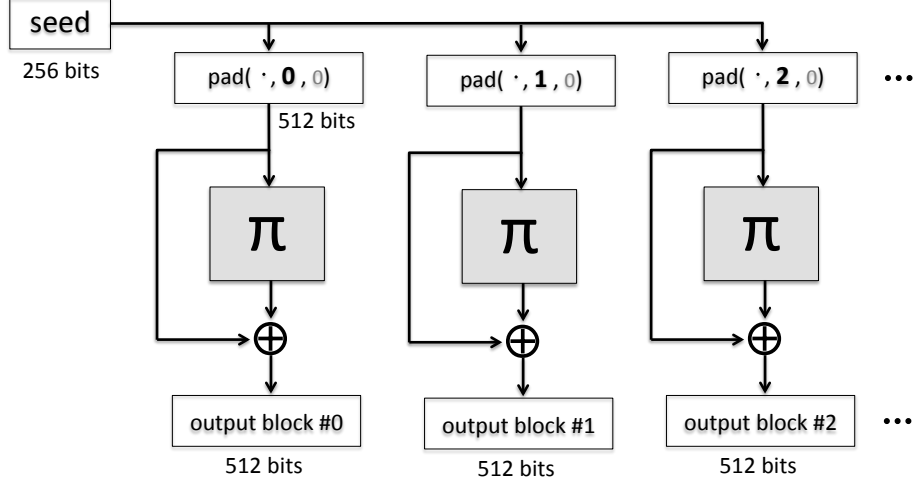 seed
256 bits
pad( · , 0 , 0)
pad( · , 1 , 0)
pad( · , 2 , 0)
...
512 bits
π
π
π
output block #0
output block #1
output block #2
...
512 bits
512 bits
512 bits